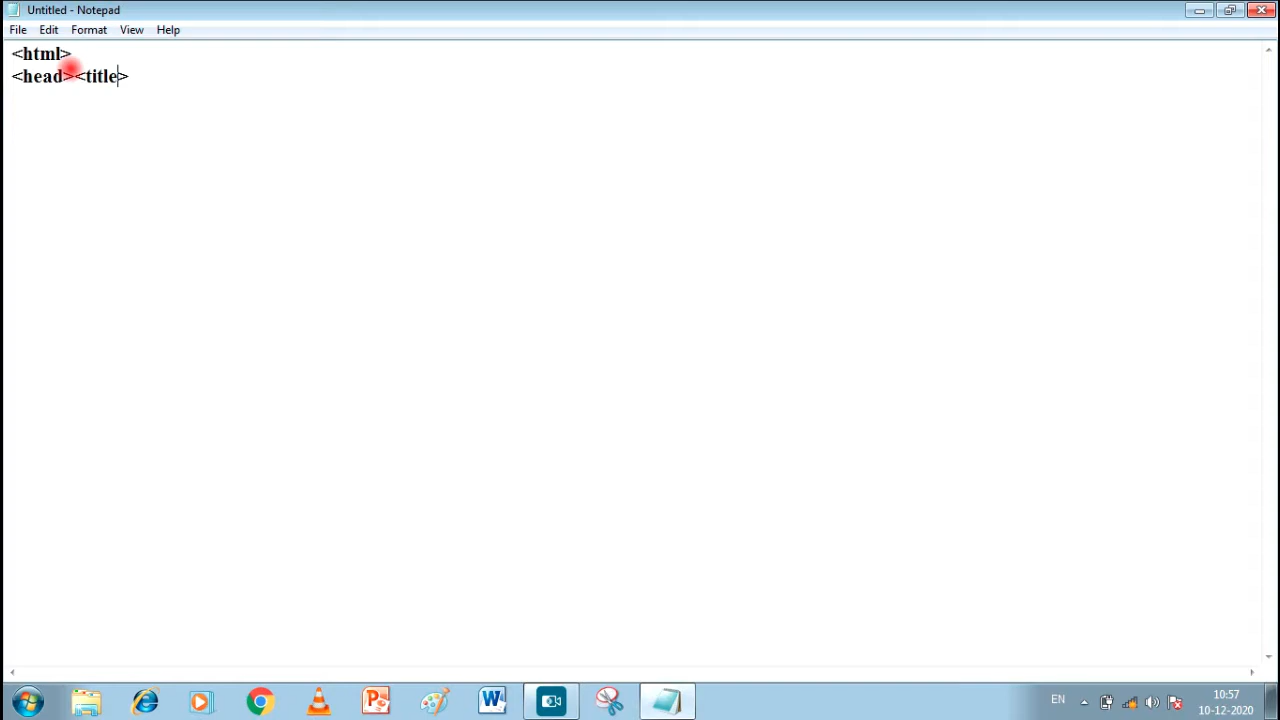 Untitled - Notepad
File Edit Format View Help
<html>
<head><title>
EN
10:57
10-12-2020